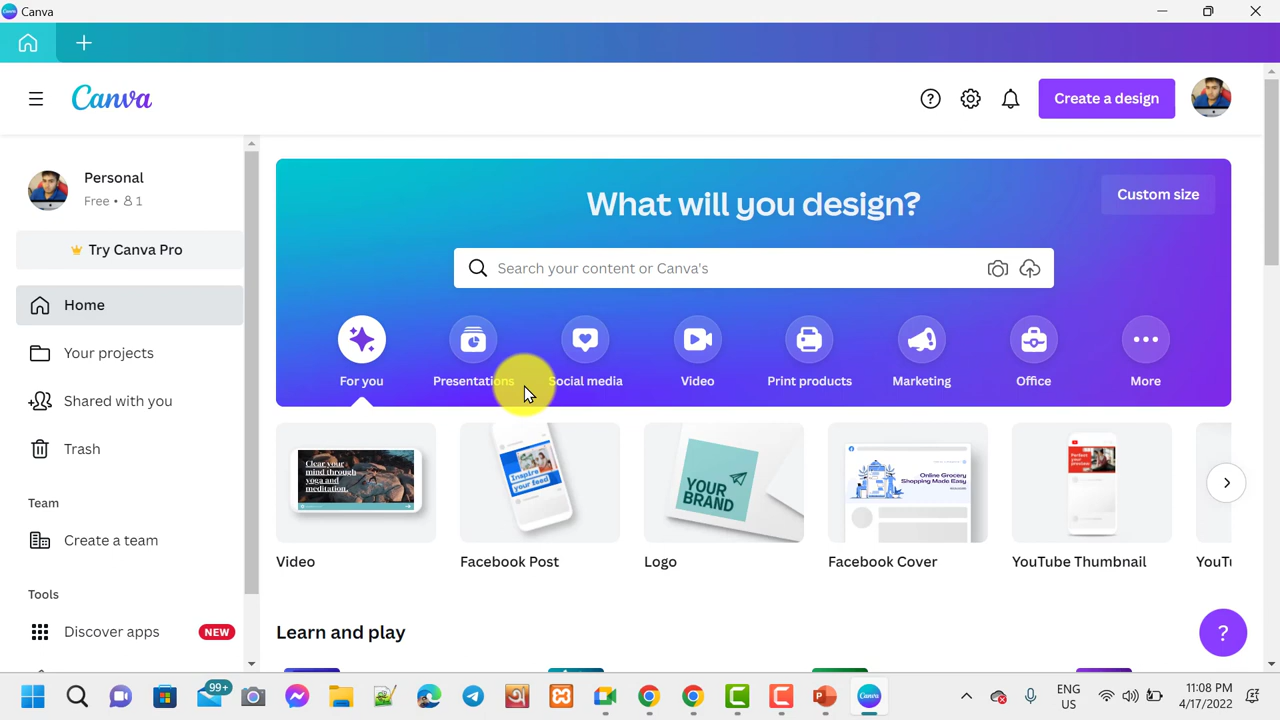 Canva
Canva
Create a design
Personal
Free • 1
Try Canva Pro
Home
Your projects
Shared with you
Trash
Team
Create a team
Tools
Discover apps
NEW
What will you design?
Custom size
Search your content or Canva's
For you
Presentations
Social media
Video
Print products
Marketing
Office
More
Clear your
mind through
yoga and
meditation.
Inspire
your feed
YOUR
BRAND
Online Grocery
Shopping Made Easy
Video
Facebook Post
Logo
Facebook Cover
YouTube Thumbnail
YouTu
Learn and play
?
99+
ENG
US
11:08 PM
4/17/2022